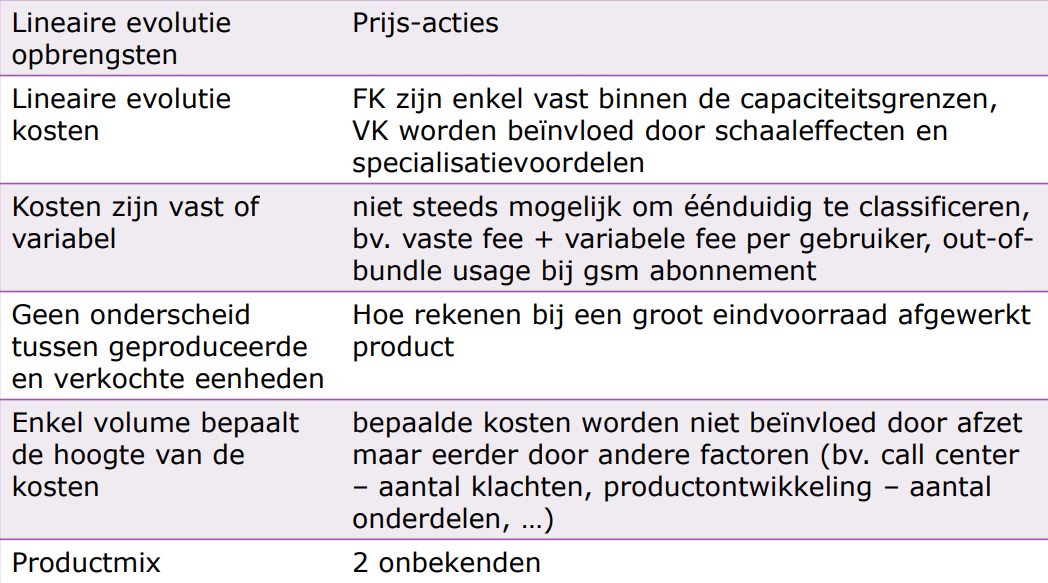 Lineaire evolutie
opbrengsten
Prijs-acties
Lineaire evolutie
kosten
FK zijn enkel vast binnen de capaciteitsgrenzen,
VK worden beïnvloed door schaaleffecten en
specialisatievoordelen
Kosten zijn vast of
variabel
niet steeds mogelijk om éénduidig te classificeren,
bv. vaste fee + variabele fee per gebruiker, out-of-
bundle usage bij gsm abonnement
Geen onderscheid
tussen geproduceerde
en verkochte eenheden
Hoe rekenen bij een groot eindvoorraad afgewerkt
product
Enkel volume bepaalt
de hoogte van de
kosten
bepaalde kosten worden niet beïnvloed door afzet
maar eerder door andere factoren (bv. call center
– aantal klachten, productontwikkeling – aantal
onderdelen, …)
Productmix
2 onbekenden